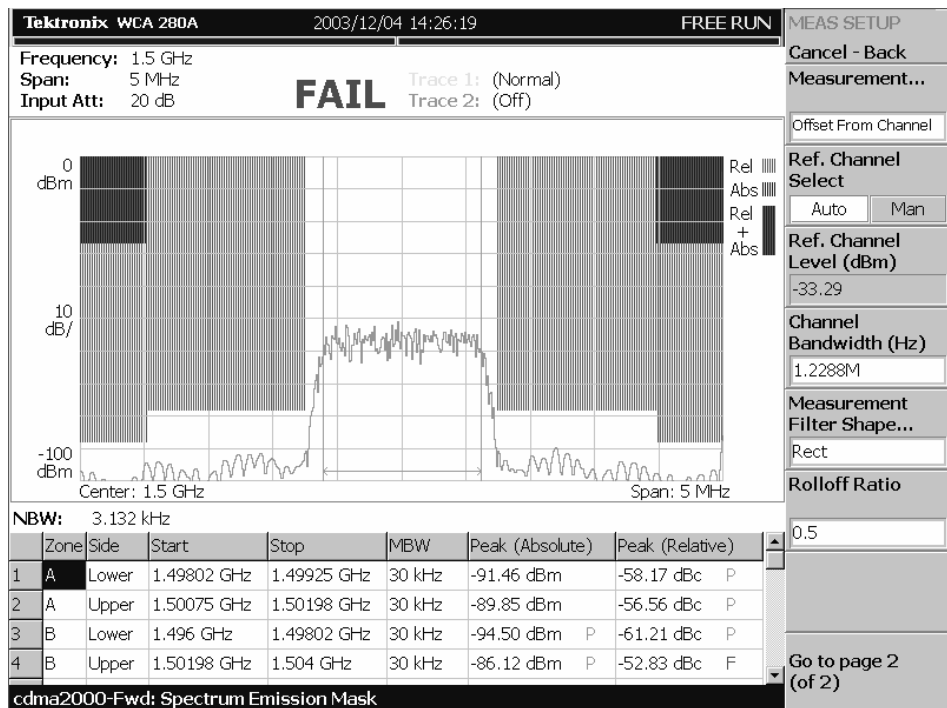 Tektronix WCA 280A 2003/12/04 14:26:19 FREE RUN
Frequency: 1.5 GHz
Span: 5 MHz
Input Att: 20 dB
FAIL
Trace 1: (Normal)
Trace 2: (Off)
0
dBm
10
dB/
-100
dBm
Rel
Abs
Rel
+
Abs
Center: 1.5 GHz Span: 5 MHz
NBW: 3.132 kHz
Zone Side Start Stop MBW Peak (Absolute) Peak (Relative)
1 A Lower 1.49802 GHz 1.49925 GHz 30 kHz -91.46 dBm -58.17 dBc P
2 A Upper 1.50075 GHz 1.50198 GHz 30 kHz -89.85 dBm -56.56 dBc P
3 B Lower 1.496 GHz 1.49802 GHz 30 kHz -94.50 dBm P -61.21 dBc P
4 B Upper 1.50198 GHz 1.504 GHz 30 kHz -86.12 dBm P -52.83 dBc F
cdma2000-Fwd: Spectrum Emission Mask
MEAS SETUP
Cancel - Back
Measurement...
Offset From Channel
Ref. Channel
Select
Auto Man
Ref. Channel
Level (dBm)
-33.29
Channel
Bandwidth (Hz)
1.2288M
Measurement
Filter Shape...
Rect
Rolloff Ratio
0.5
Go to page 2
(of 2)